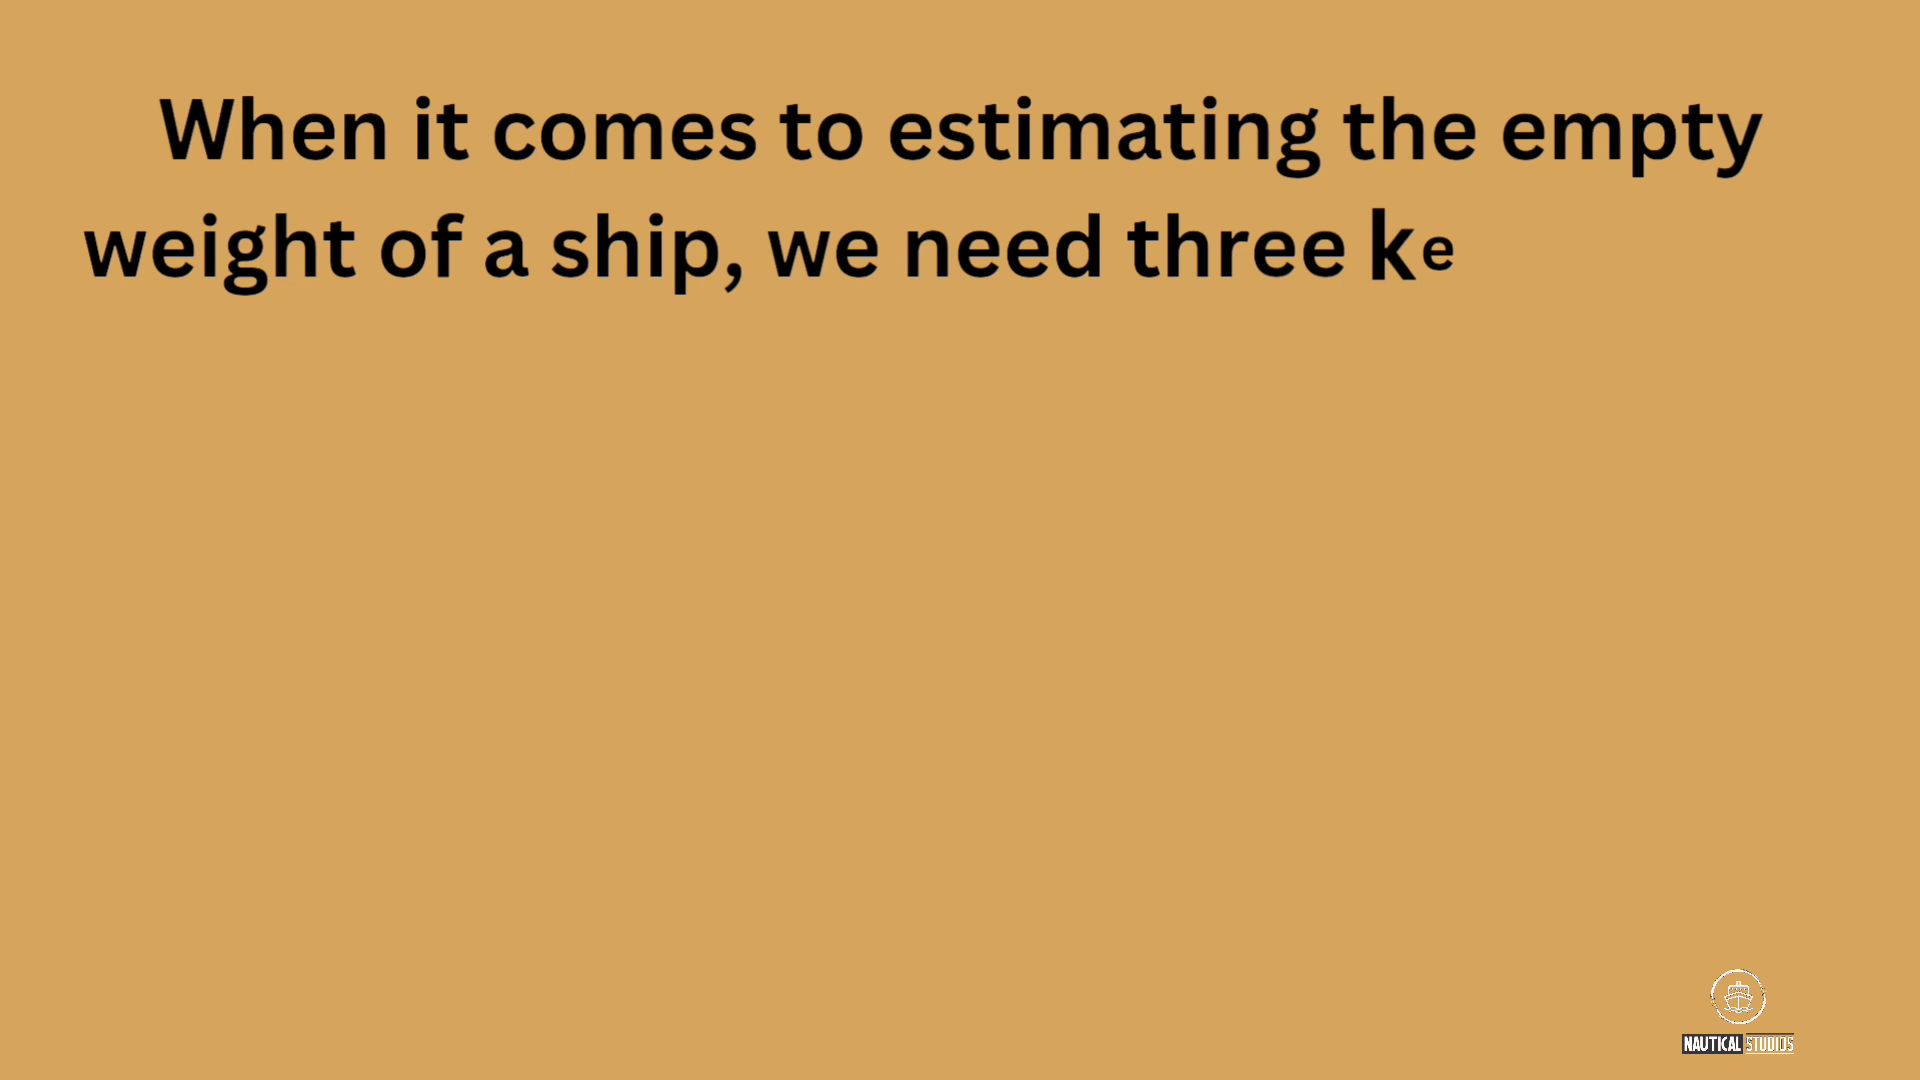 When it comes to estimating the empty
weight of a ship, we need three ke
NAUTICAL STUDIOS